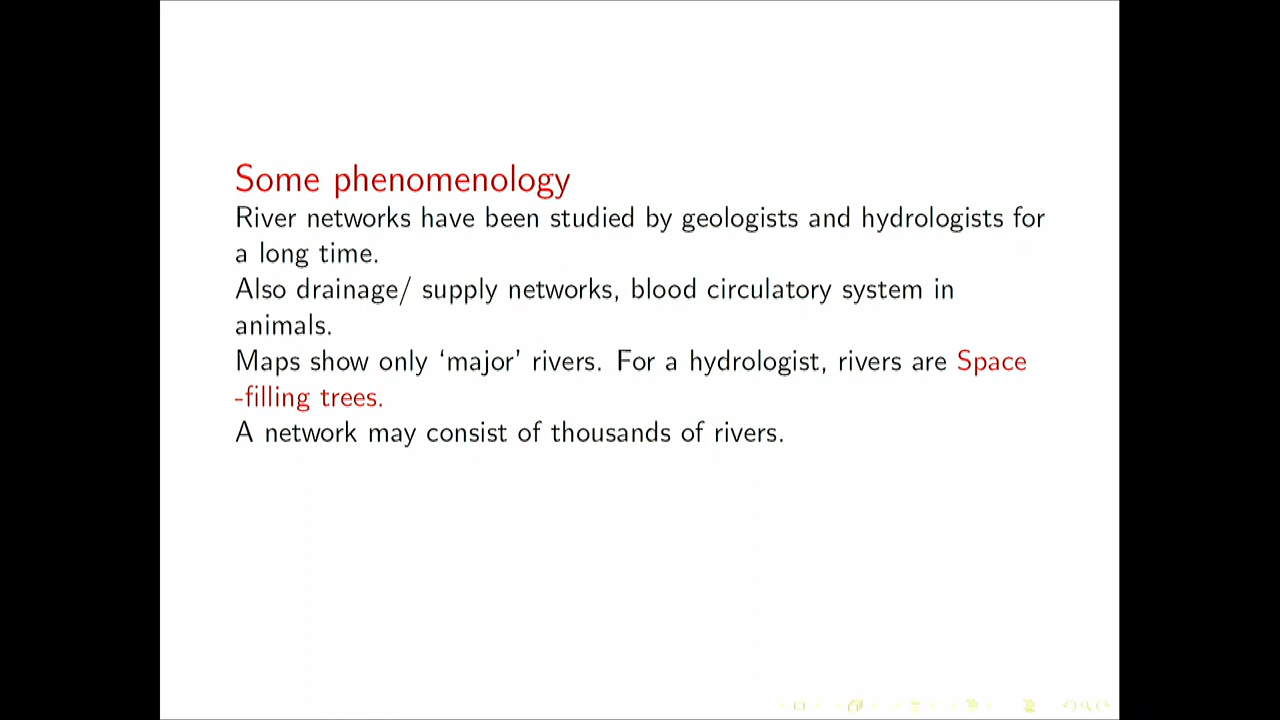 Some phenomenology
River networks have been studied by geologists and hydrologists for
a long time.
Also drainage/ supply networks, blood circulatory system in
animals.
Maps show only ‘major’ rivers. For a hydrologist, rivers are Space
-filling trees.
A network may consist of thousands of rivers.